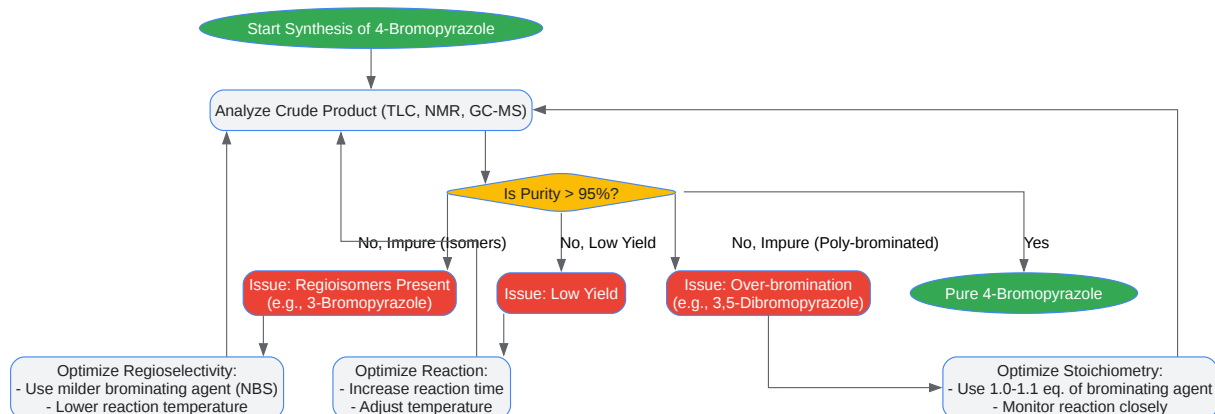 Start Synthesis of 4-Bromopyrazole
Analyze Crude Product (TLC, NMR, GC-MS)
Is Purity > 95%?
No, Impure (Isomers)
No, Low Yield
No, Impure (Poly-brominated)
Yes
Issue: Regioisomers Present
(e.g., 3-Bromopyrazole)
Issue: Low Yield
Issue: Over-bromination
(e.g., 3,5-Dibromopyrazole)
Pure 4-Bromopyrazole
Optimize Regioselectivity:
- Use milder brominating agent (NBS)
- Lower reaction temperature
Optimize Reaction:
- Increase reaction time
- Adjust temperature
Optimize Stoichiometry:
- Use 1.0-1.1 eq. of brominating agent
- Monitor reaction closely